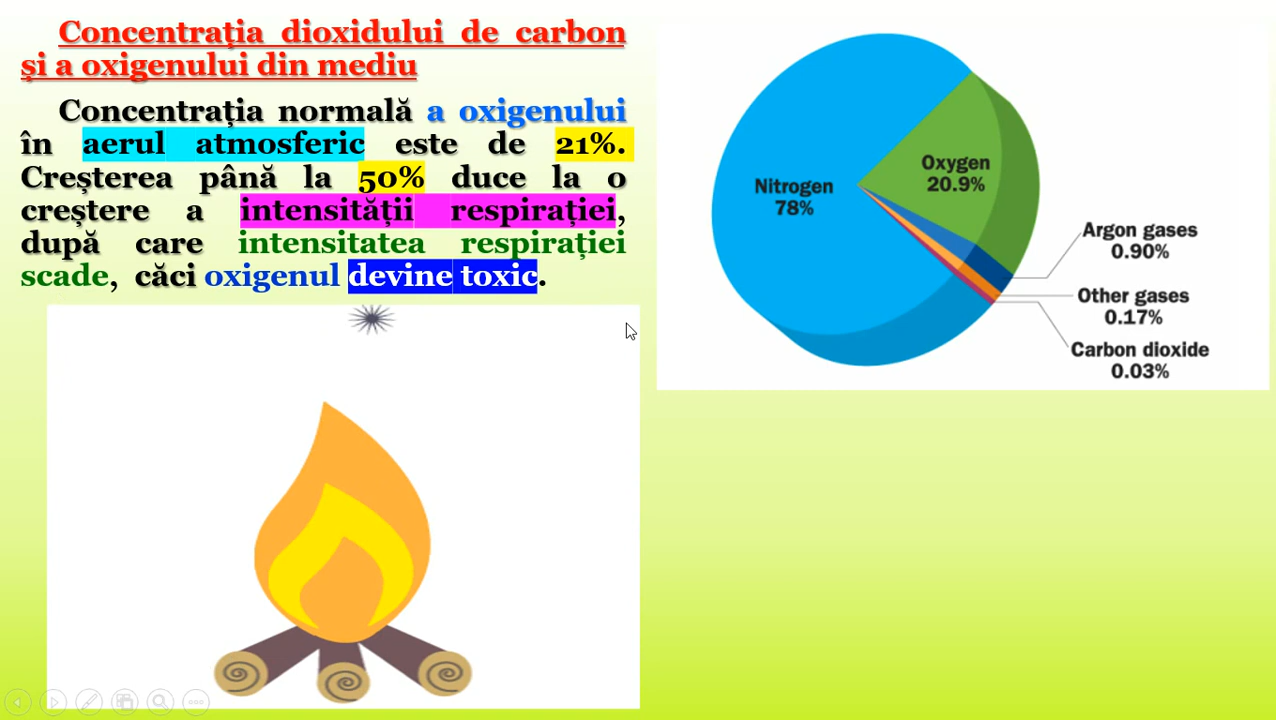 Concentrația dioxidului de carbon
și a oxigenului din mediu
Concentrația normală a oxigenului
în aerul atmosferic este de 21%.
Creșterea până la 50% duce la o
creștere a intensității respirației,
după care intensitatea respirației
scade, căci oxigenul devine toxic.
Nitrogen
78%
Oxygen
20.9%
Argon gases
0.90%
Other gases
0.17%
Carbon dioxide
0.03%